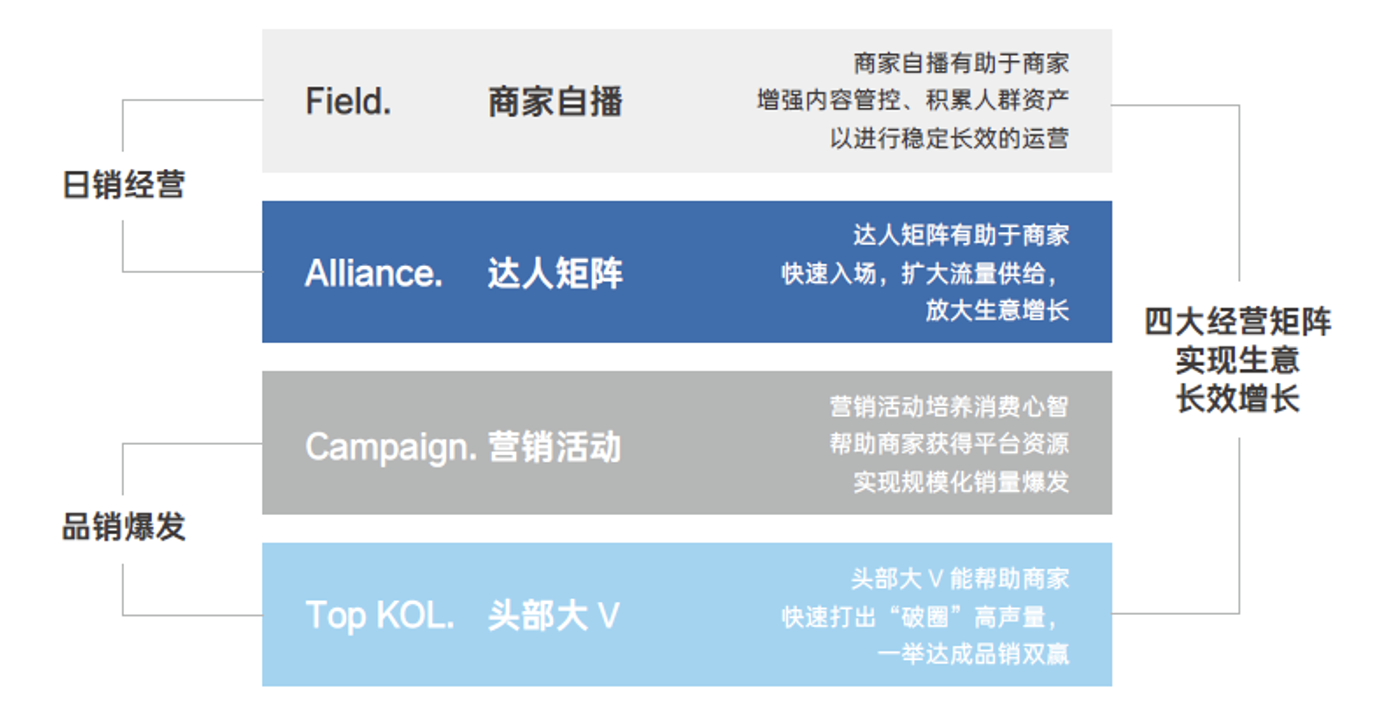 Field. 商家自播
商家自播有助于商家
增强内容管控、积累人群资产
以进行稳定长效的运营
日销经营
Alliance. 达人矩阵
达人矩阵有助于商家
快速入场，扩大流量供给，
放大生意增长
四大经营矩阵
实现生意
长效增长
Campaign. 营销活动
营销活动培养消费心智
帮助商家获得平台资源
实现规模化销量爆发
品销爆发
Top KOL. 头部大 V
头部大 V 能帮助商家
快速打出“破圈”高声量，
一举达成品销双赢